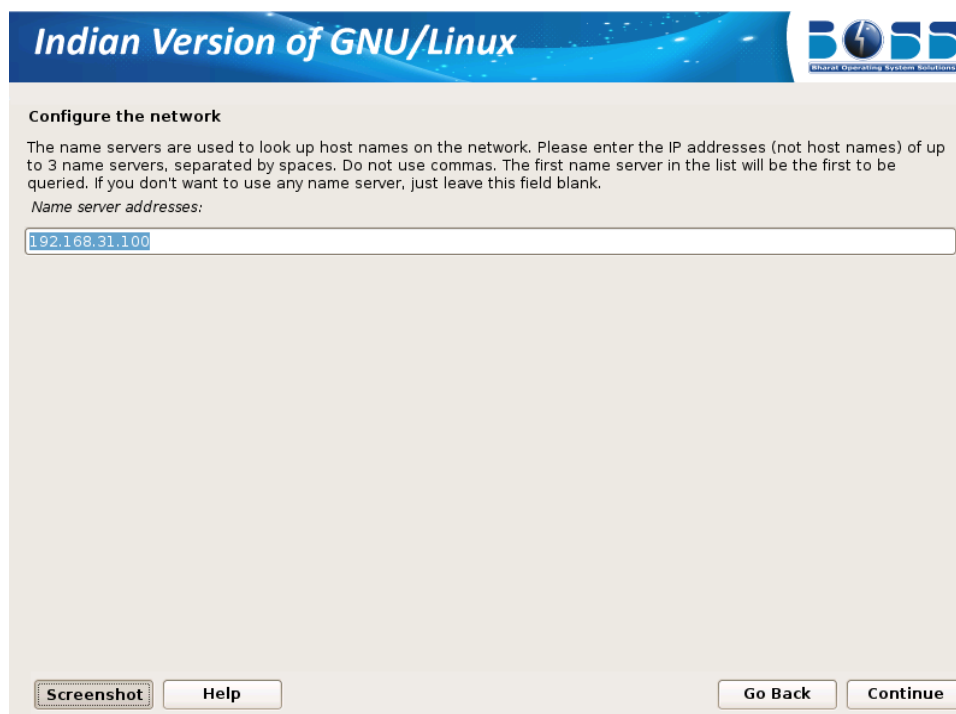 Indian Version of GNU/Linux
BOSS
Bharat Operating System Solutions
Configure the network
The name servers are used to look up host names on the network. Please enter the IP addresses (not host names) of up
to 3 name servers, separated by spaces. Do not use commas. The first name server in the list will be the first to be
queried. If you don't want to use any name server, just leave this field blank.
Name server addresses:
192.168.31.100
Screenshot Help Go Back Continue